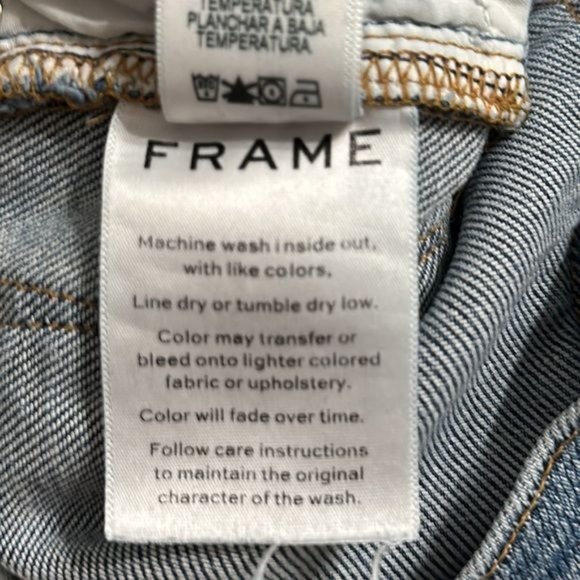 TEMPERATURA
PLANCHAR A BAJA
TEMPERATURA
FRAME
Machine wash inside out,
with like colors.
Line dry or tumble dry low.
Color may transfer or
bleed onto lighter colored
fabric or upholstery.
Color will fade over time.
Follow care instructions
to maintain the original
character of the wash.